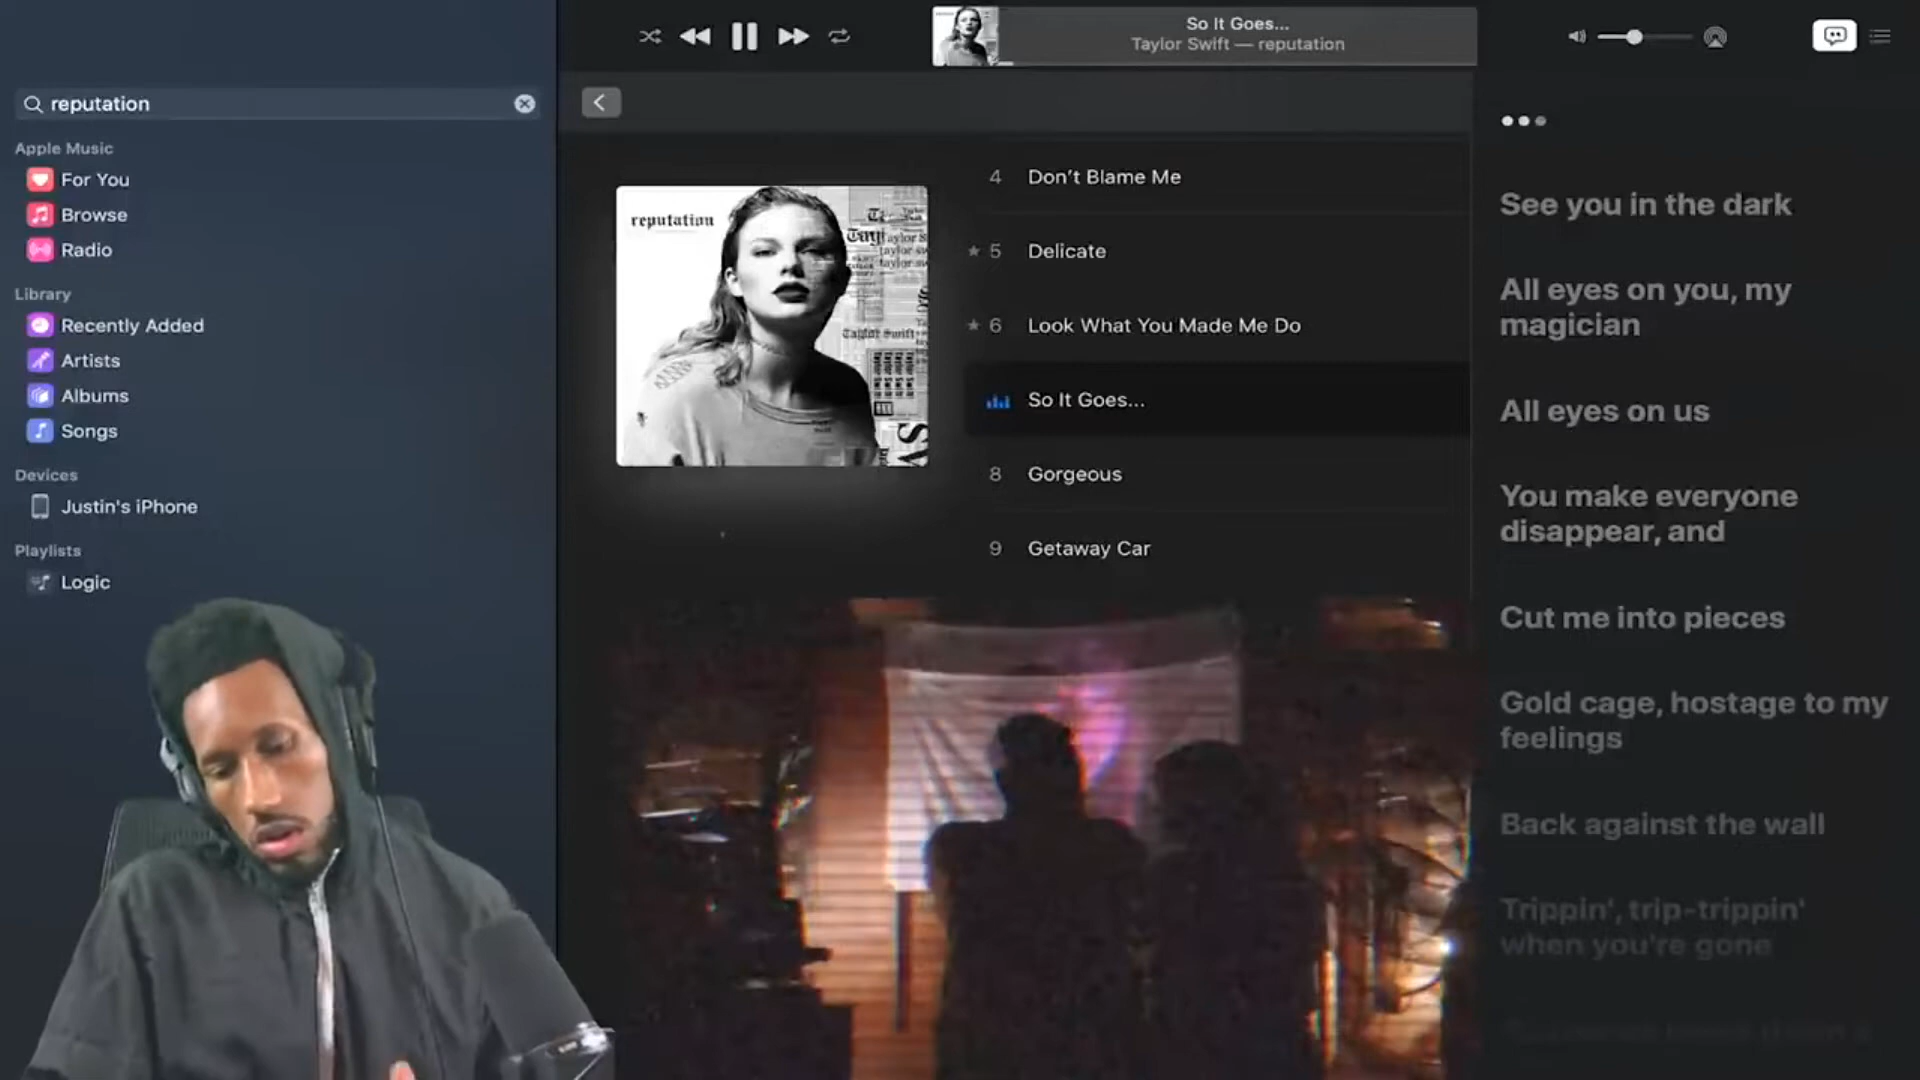 So It Goes...
Taylor Swift — reputation
reputation
Apple Music
For You
Browse
Radio
Library
Recently Added
Artists
Albums
Songs
Devices
Justin's iPhone
Playlists
Logic
reputation
Taylor Swift
4 Don't Blame Me
★ 5 Delicate
★ 6 Look What You Made Me Do
So It Goes...
8 Gorgeous
9 Getaway Car
See you in the dark
All eyes on you, my
magician
All eyes on us
You make everyone
disappear, and
Cut me into pieces
Gold cage, hostage to my
feelings
Back against the wall
Trippin', trip-trippin'
when you're gone